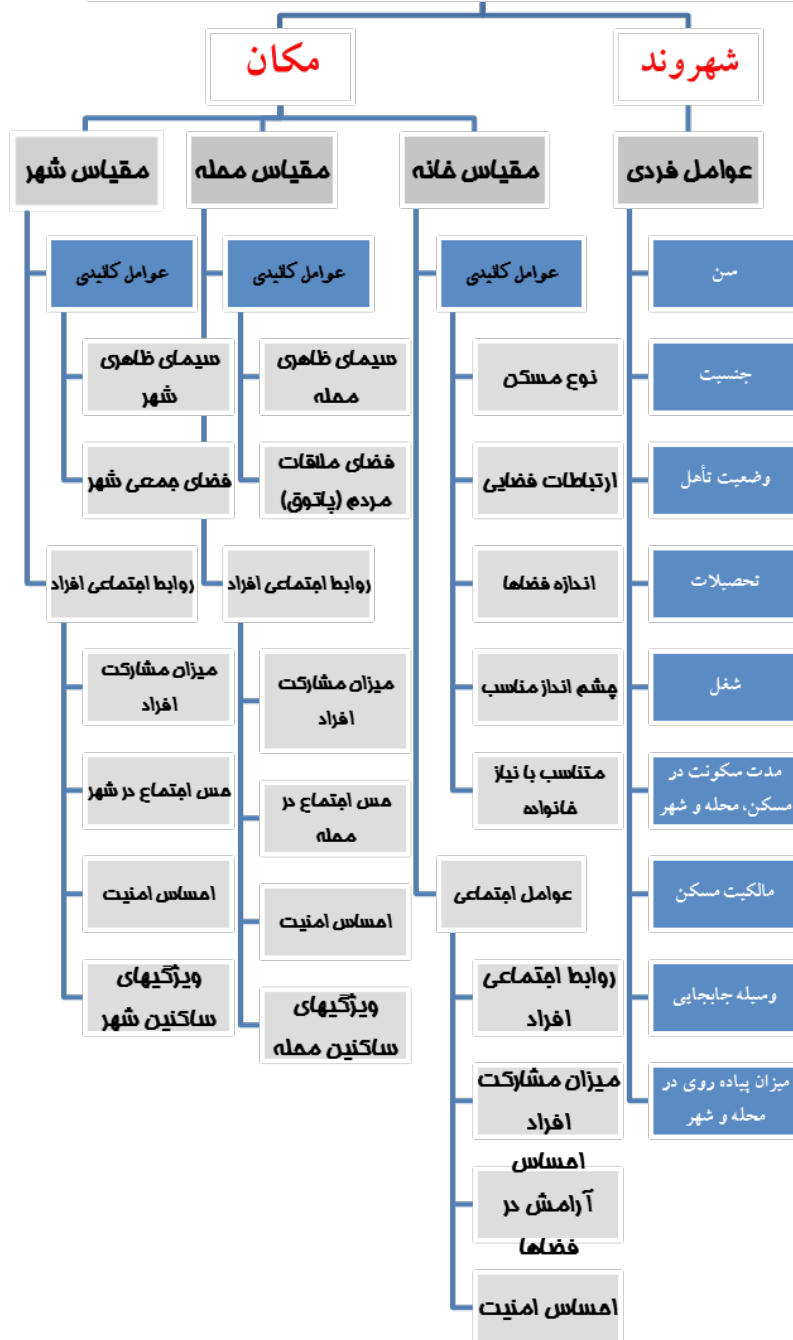 شهروند
عوامل فردی
سن
جنسیت
وضعیت تأهل
تحصیلات
شغل
مدت سکونت در
مسکن، محله و شهر
مالکیت مسکن
وسیله جابجایی
میزان پیاده روی در
محله و شهر
مکان
مقیاس خانه
عوامل کالبدی
نوع مسکن
ارتباطات فضایی
اندازه فضاها
چشم انداز مناسب
متناسب با نیاز
خانواده
عوامل اجتماعی
روابط اجتماعی
افراد
میزان مشارکت
افراد
احساس
آرامش در
فضاها
احساس امنیت
مقیاس محله
عوامل کالبدی
سیمای ظاهری
محله
فضای ملاقات
مردم (پاتوق)
روابط اجتماعی افراد
میزان مشارکت
افراد
حس اجتماع در
محله
احساس امنیت
ویژگیهای
ساکنین محله
مقیاس شهر
عوامل کالبدی
سیمای ظاهری
شهر
فضای جمعی شهر
روابط اجتماعی افراد
میزان مشارکت
افراد
حس اجتماع در شهر
احساس امنیت
ویژگیهای
ساکنین شهر